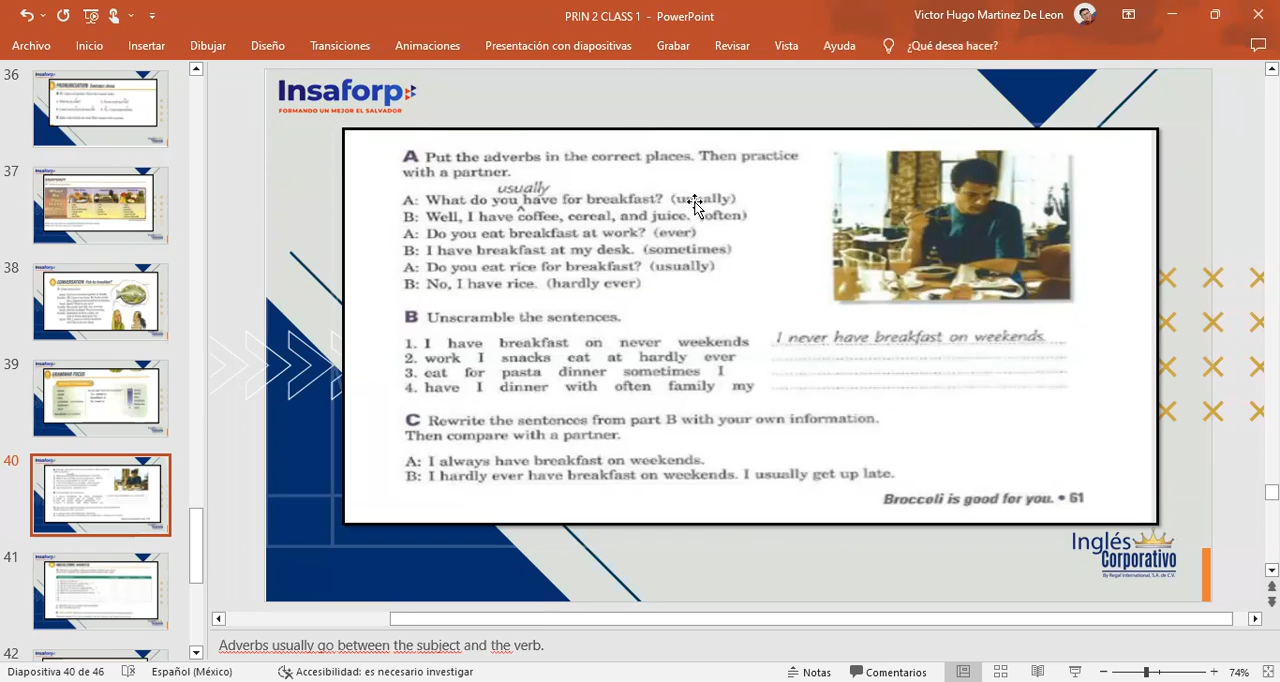 PRIN 2 CLASS 1 - PowerPoint
Victor Hugo Martinez De Leon
Archivo Inicio Insertar Dibujar Diseño Transiciones Animaciones Presentación con diapositivas Grabar Revisar Vista Ayuda ¿Qué desea hacer?
36
37
38
39
40
41
42
Insaforp
FORMANDO UN MEJOR EL SALVADOR
A Put the adverbs in the correct places. Then practice
with a partner.
usually
A: What do you have for breakfast? (usually)
B: Well, I have coffee, cereal, and juice. (often)
A: Do you eat breakfast at work? (ever)
B: I have breakfast at my desk. (sometimes)
A: Do you eat rice for breakfast? (usually)
B: No, I have rice. (hardly ever)
B Unscramble the sentences.
1. I have breakfast on never weekends I never have breakfast on weekends.
2. work I snacks eat at hardly ever
3. eat for pasta dinner sometimes I
4. have I dinner with often family my
C Rewrite the sentences from part B with your own information.
Then compare with a partner.
A: I always have breakfast on weekends.
B: I hardly ever have breakfast on weekends. I usually get up late.
Broccoli is good for you. • 61
Inglés
Corporativo
By Regal International, S.A. de C.V.
Adverbs usually go between the subject and the verb.
Diapositiva 40 de 46 Español (México) Accesibilidad: es necesario investigar Notas Comentarios 74%